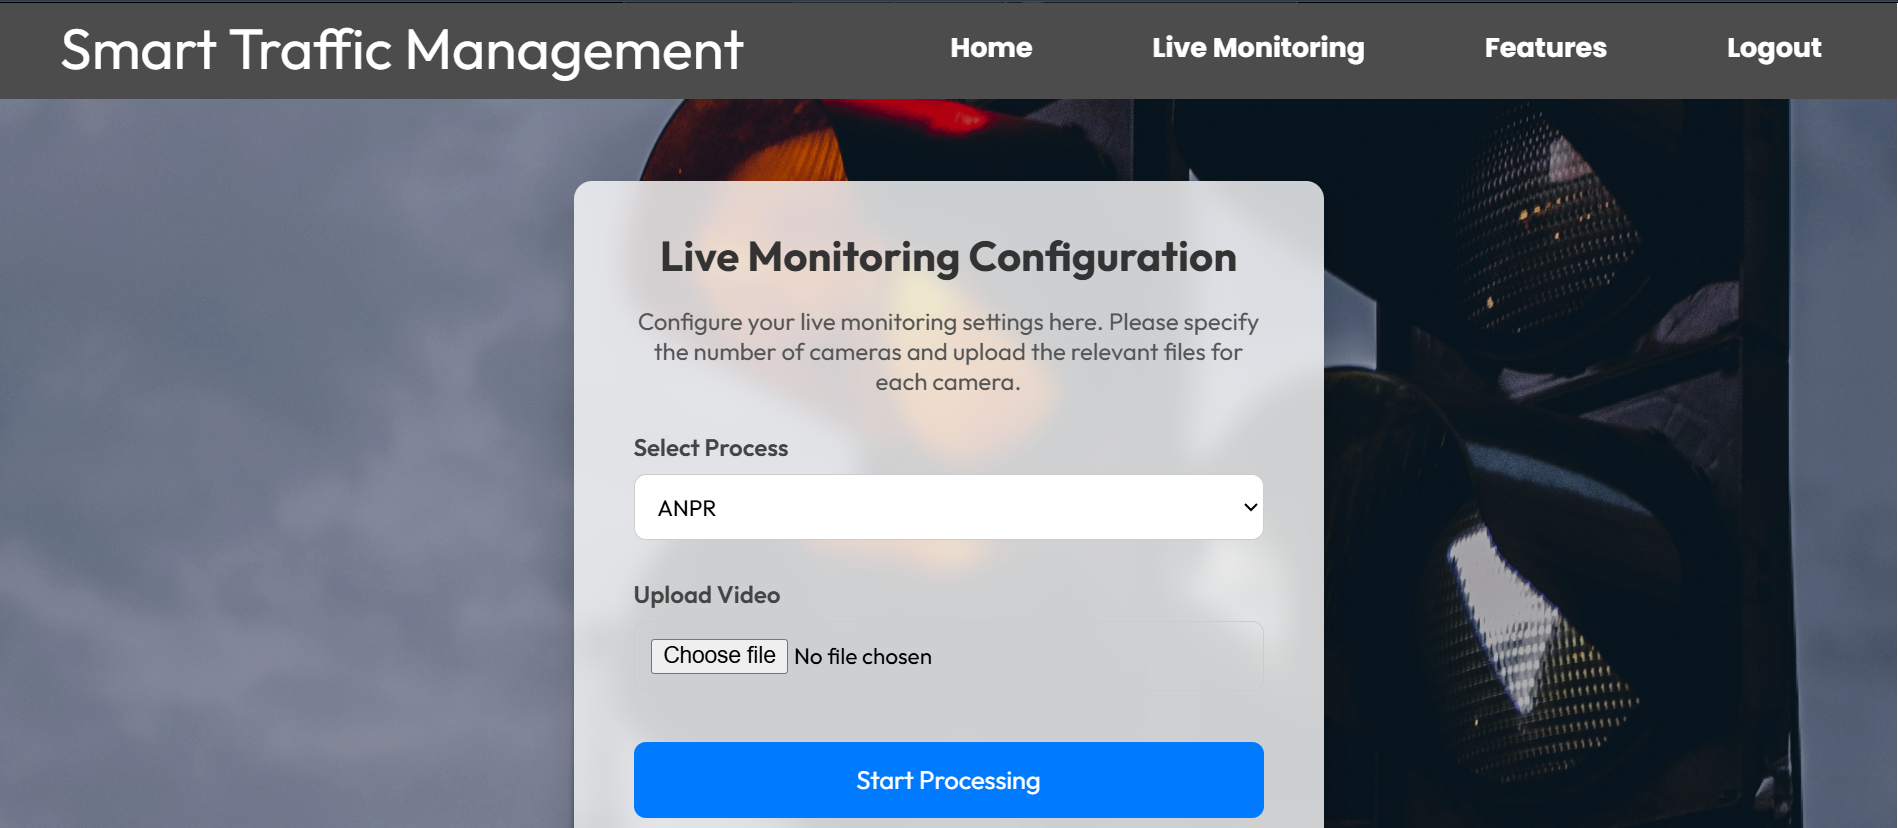 Smart Traffic Management
Home
Live Monitoring
Features
Logout
Live Monitoring Configuration
Configure your live monitoring settings here. Please specify
the number of cameras and upload the relevant files for
each camera.
Select Process
ANPR
Upload Video
Choose file No file chosen
Start Processing